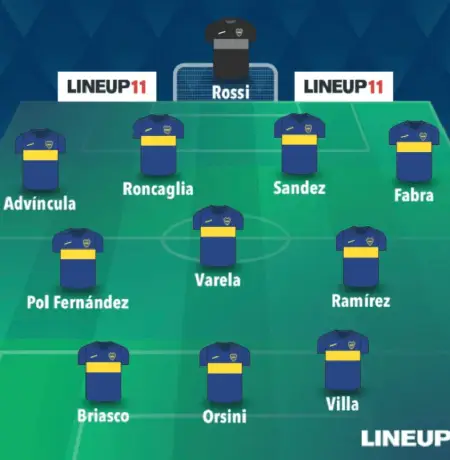 LINEUP11
LINEUP11
Rossi
Advíncula
Roncaglia
Sandez
Fabra
Pol Fernández
Varela
Ramírez
Briasco
Orsini
Villa
LINEUP